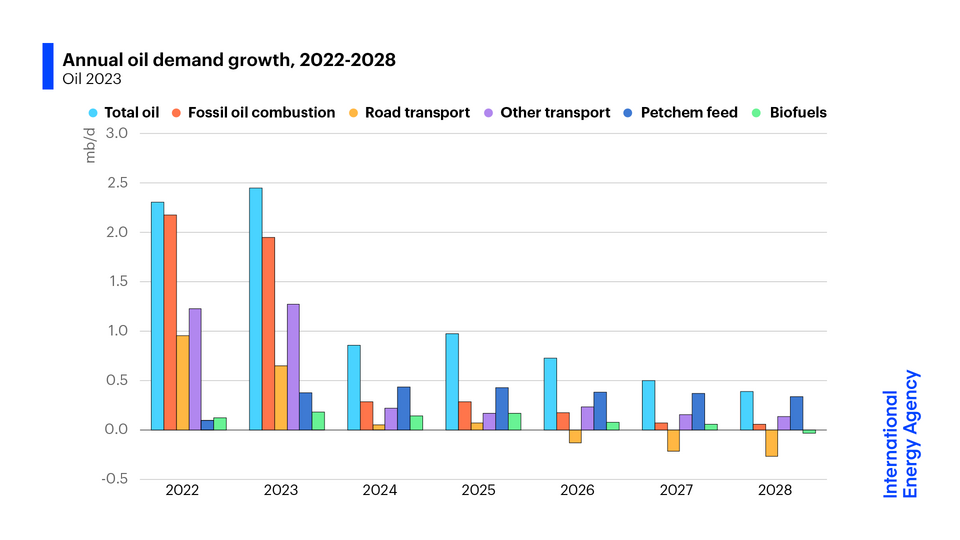 Annual oil demand growth, 2022-2028
Oil 2023
Total oil Fossil oil combustion Road transport Other transport Petchem feed Biofuels
mb/d
3.0
2.5
2.0
1.5
1.0
0.5
0.0
-0.5
2022 2023 2024 2025 2026 2027 2028
International
Energy Agency